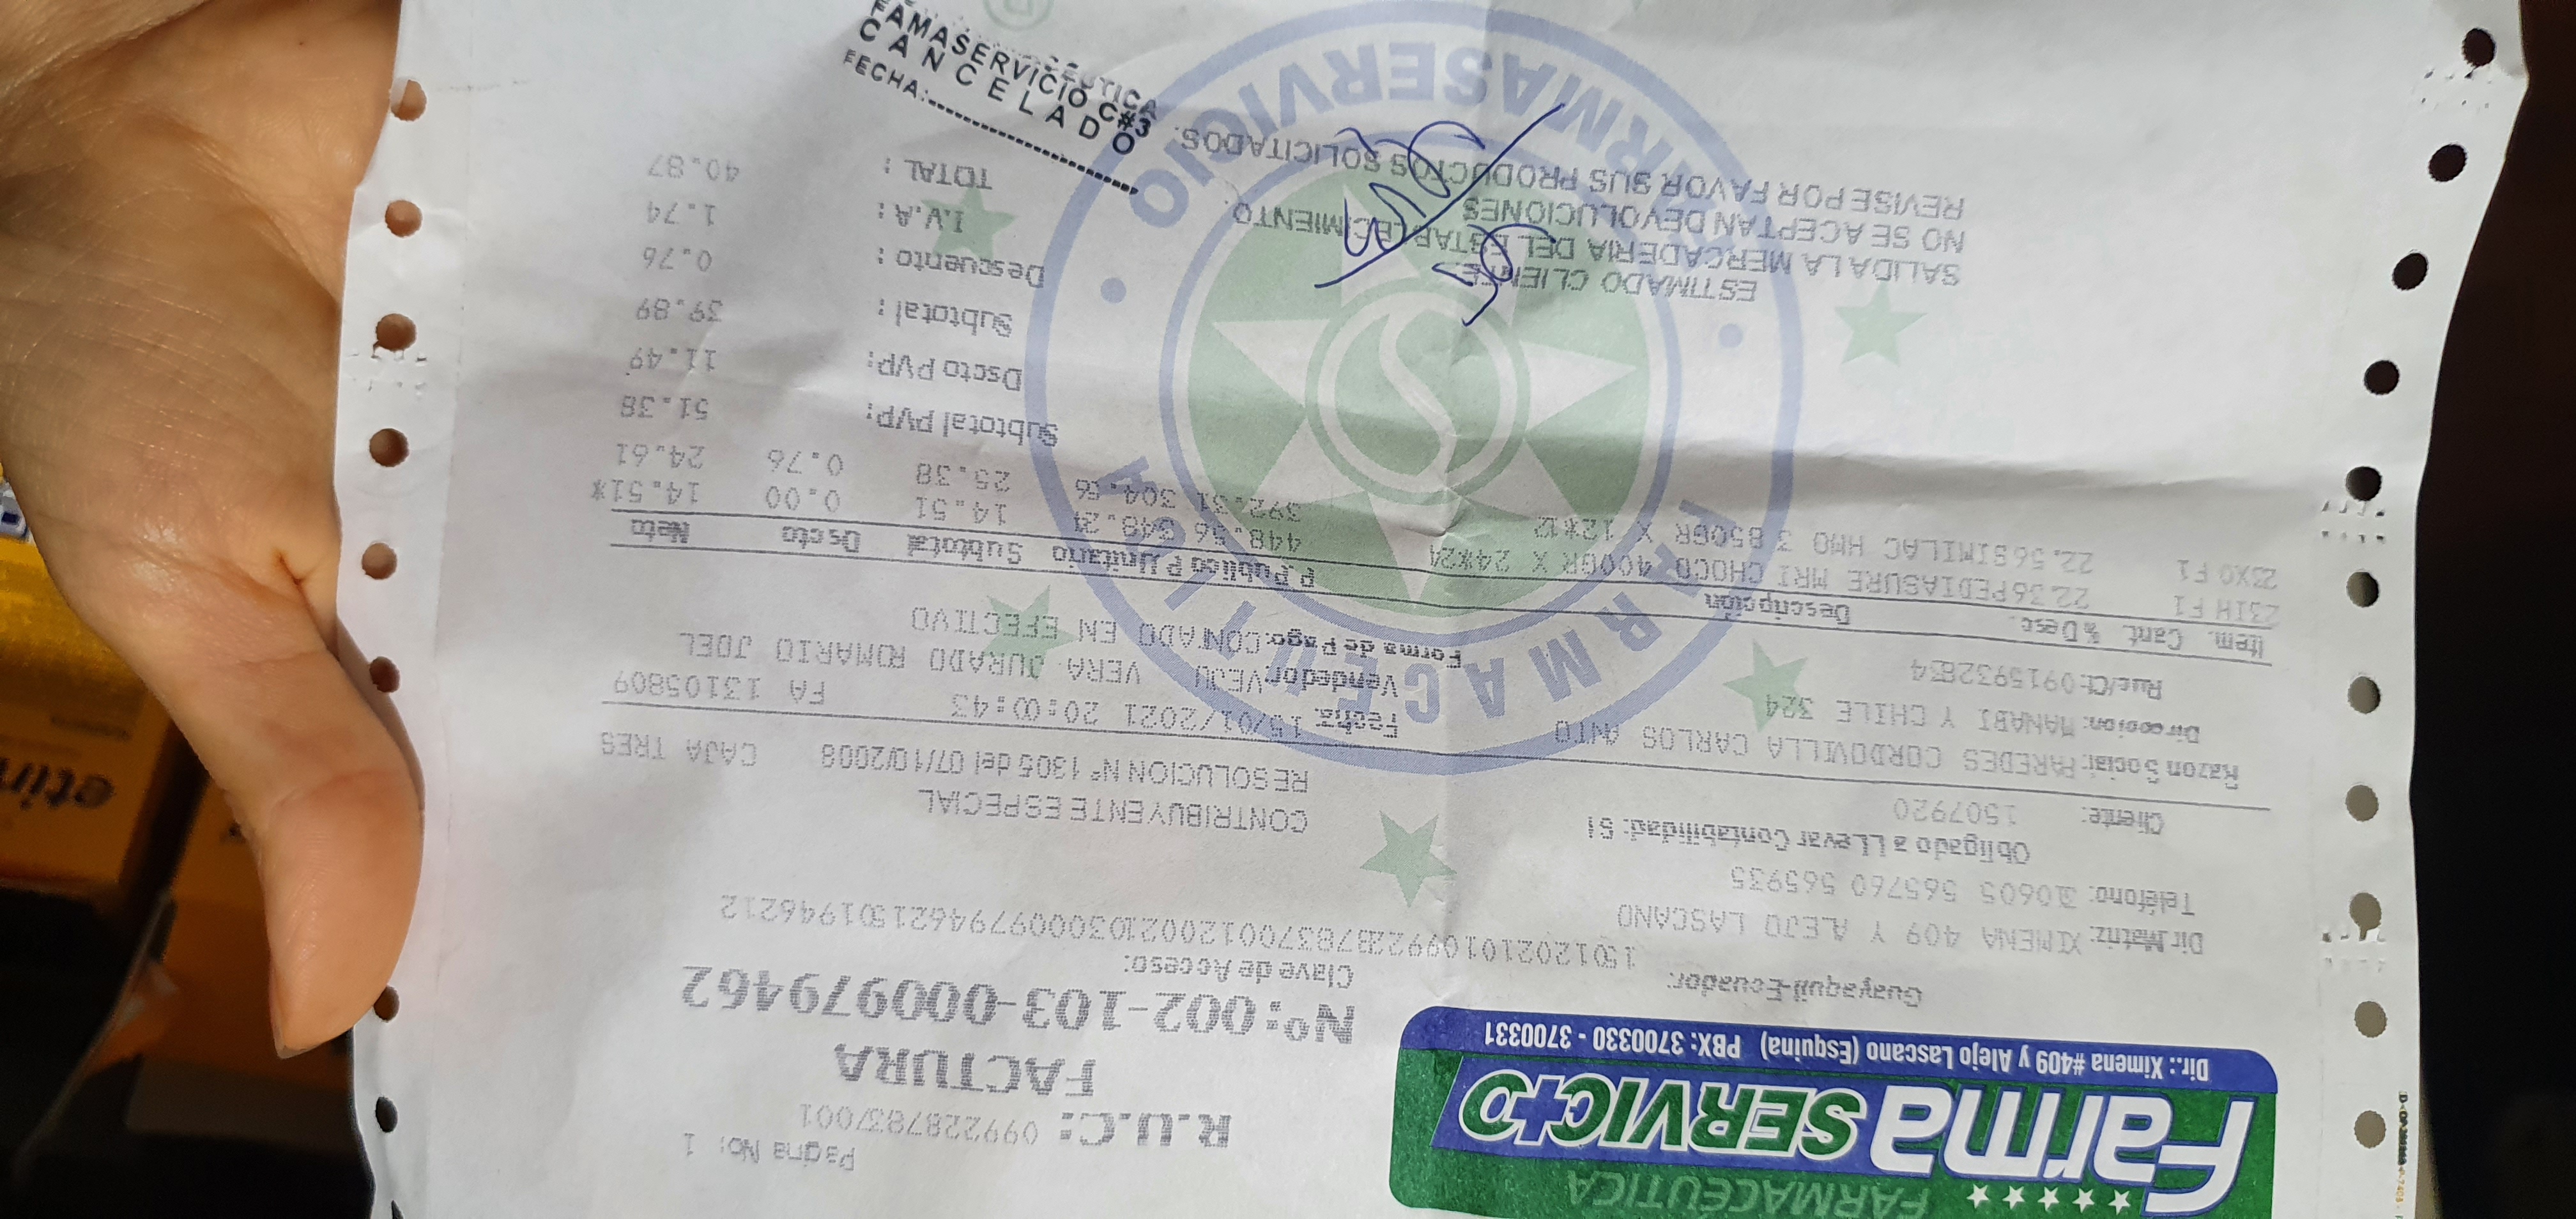 FARMACÉUTICA
Farma SERVICIO
Dir.: Ximena #409 y Alejo Lascano (Esquina) PBX: 3700330 - 3700331
Pagina No: 1
R.U.C: 0992287837001
FACTURA
Nº:002-103-000979462
Guayaquil-Ecuador:
Clave de Acceso:
1501202101099228783700120021030009794621501946212
Dir.Matriz: XIMENA 409 Y ALEJO LASCANO
Teléfono: 565760 565935
Obligado a LLevar Contabilidad: SI
CONTRIBUYENTE ESPECIAL
Cliente: 1507920
RESOLUCION Nº 1305 del 07/10/2008 CAJA TRES
Razon Social: PAREDES CORDOVILLA CARLOS ANTO
Fecha: 15/01/2021 20:00:43 FA 13105809
Direccion: MANABI Y CHILE 324
Vendedor: VEJU VERA JURADO ROMARIO JOEL
Ruc/CI: 0915932834
Forma de Pago: CONTADO EN EFECTIVO
Item. Cant. % Desc. Descripción P.Publico P.Unitario Subtotal Dscto Neto
23IH F1 22.36 PEDIASURE MRI CHOCO 400GR X 24*24 448.56 348.24 14.51 0.00 14.51*
23XO F1 22.56 SIMILAC HMO 3 850GR X 12*12 392.31 304.56 25.38 0.76 24.61
Subtotal PVP: 51.38
Dscto PVP: 11.49
Subtotal : 39.89
Descuento : 0.76
I.V.A : 1.74
TOTAL : 40.87
ESTIMADO CLIENTE:
SALIDA LA MERCADERIA DEL ESTABLECIMIENTO.
NO SE ACEPTAN DEVOLUCIONES
REVISE POR FAVOR SUS PRODUCTOS SOLICITADOS.
FARMACEUTICA
FARMASERVICIO
CANCELADO
FECHA:
etin